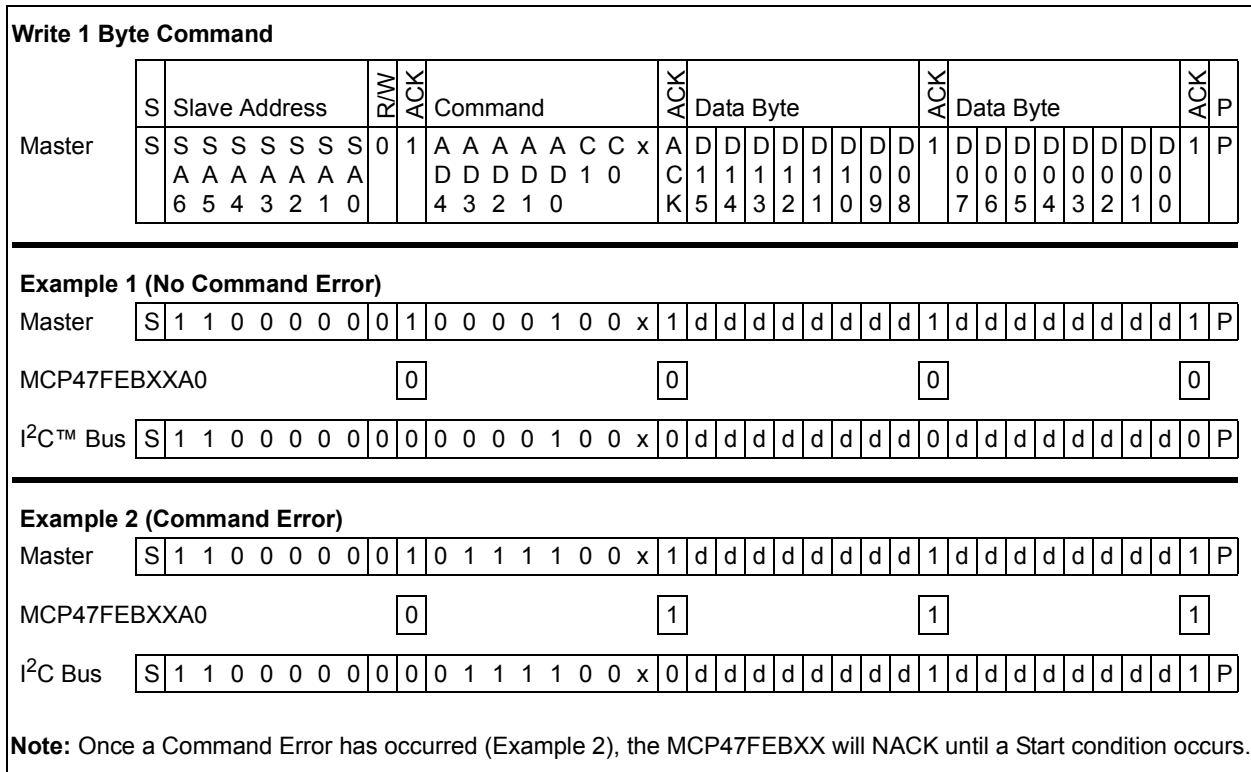 Write 1 Byte Command
S Slave Address R/W ACK Command ACK Data Byte ACK Data Byte ACK P
Master S S S S S S S S 0 1 A A A A A C C x A D D D D D D D D 1 D D D D D D D D 1 P
A A A A A A A D D D D D 1 0 C 1 1 1 1 1 1 0 0 0 0 0 0 0 0 0 0
6 5 4 3 2 1 0 4 3 2 1 0 K 5 4 3 2 1 0 9 8 7 6 5 4 3 2 1 0
Example 1 (No Command Error)
Master S 1 1 0 0 0 0 0 0 1 0 0 0 0 1 0 0 x 1 d d d d d d d d 1 d d d d d d d d 1 P
MCP47FEBXXA0 0 0 0 0
I2C™ Bus S 1 1 0 0 0 0 0 0 0 0 0 0 0 1 0 0 x 0 d d d d d d d d 0 d d d d d d d d 0 P
Example 2 (Command Error)
Master S 1 1 0 0 0 0 0 0 1 0 1 1 1 1 0 0 x 1 d d d d d d d d 1 d d d d d d d d 1 P
MCP47FEBXXA0 0 1 1 1
I2C Bus S 1 1 0 0 0 0 0 0 0 0 1 1 1 1 0 0 x 0 d d d d d d d d 1 d d d d d d d d 1 P
Note: Once a Command Error has occurred (Example 2), the MCP47FEBXX will NACK until a Start condition occurs.